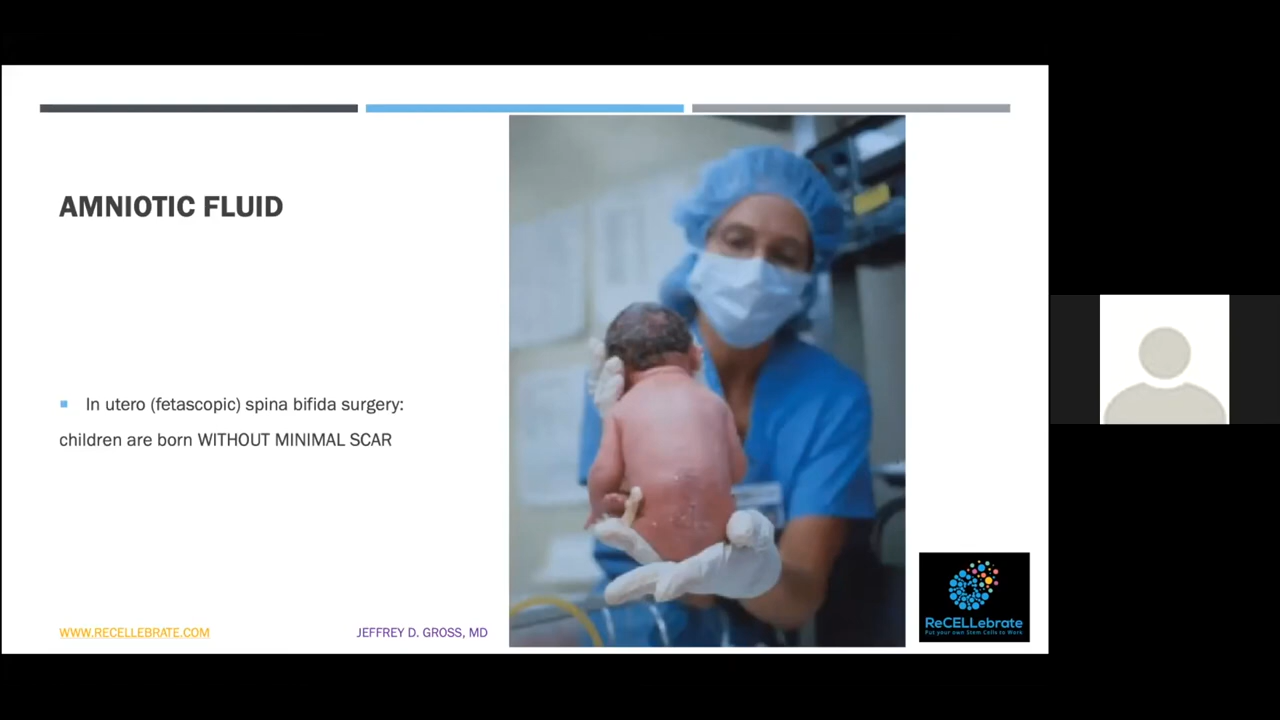 AMNIOTIC FLUID
In utero (fetascopic) spina bifida surgery:
children are born WITHOUT MINIMAL SCAR
WWW.RECELLEBRATE.COM
JEFFREY D. GROSS, MD
ReCELLebrate
Put your own Stem Cells to Work